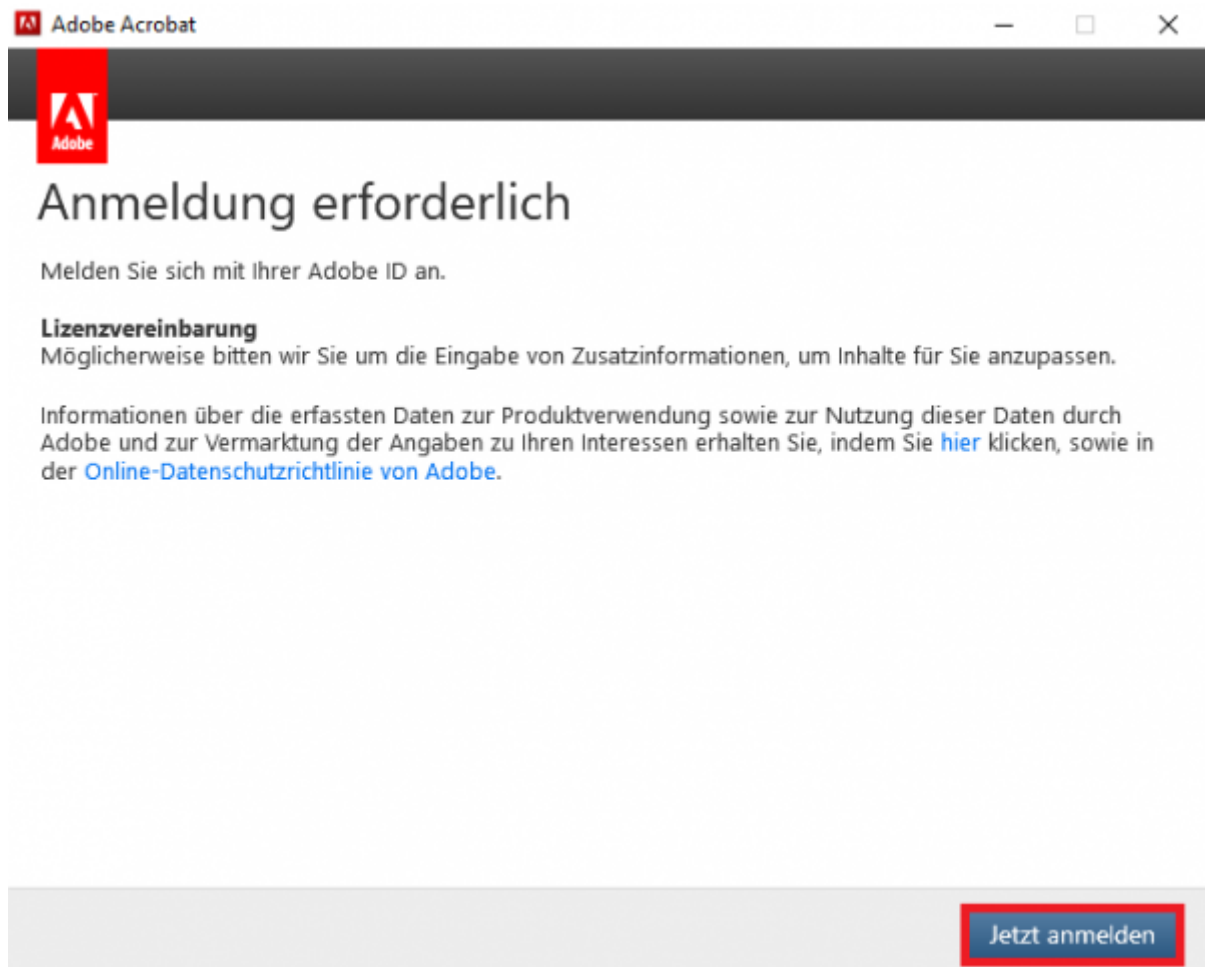 Adobe Acrobat
Adobe
Anmeldung erforderlich
Melden Sie sich mit Ihrer Adobe ID an.
Lizenzvereinbarung
Möglicherweise bitten wir Sie um die Eingabe von Zusatzinformationen, um Inhalte für Sie anzupassen.
Informationen über die erfassten Daten zur Produktverwendung sowie zur Nutzung dieser Daten durch
Adobe und zur Vermarktung der Angaben zu Ihren Interessen erhalten Sie, indem Sie hier klicken, sowie in
der Online-Datenschutzrichtlinie von Adobe.
Jetzt anmelden